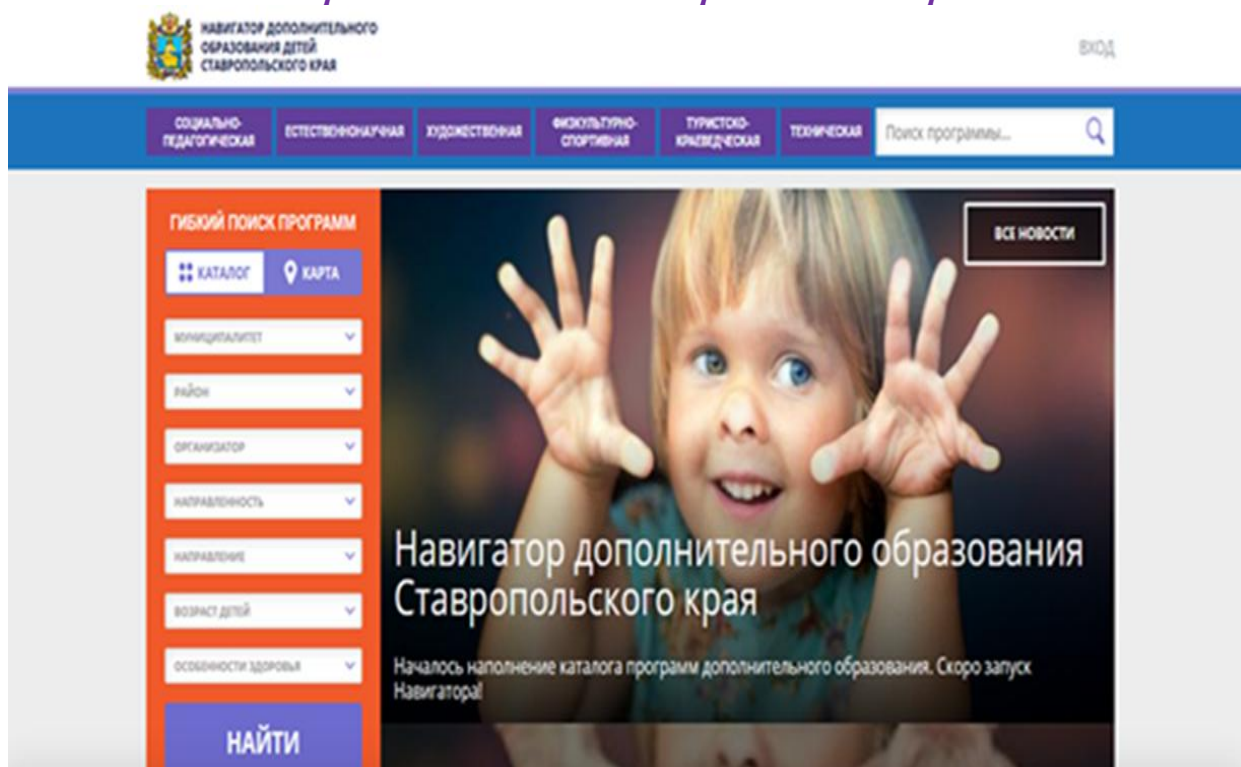 НАВИГАТОР ДОПОЛНИТЕЛЬНОГО
ОБРАЗОВАНИЯ ДЕТЕЙ
СТАВРОПОЛЬСКОГО КРАЯ
ВХОД
СОЦИАЛЬНО-
ПЕДАГОГИЧЕСКАЯ
ЕСТЕСТВЕННОНАУЧНАЯ
ХУДОЖЕСТВЕННАЯ
ФИЗКУЛЬТУРНО-
СПОРТИВНАЯ
ТУРИСТСКО-
КРАЕВЕДЧЕСКАЯ
ТЕХНИЧЕСКАЯ
Поиск программы...
ГИБКИЙ ПОИСК ПРОГРАММ
КАТАЛОГ
КАРТА
МУНИЦИПАЛИТЕТ
РАЙОН
ОРГАНИЗАТОР
НАПРАВЛЕННОСТЬ
НАПРАВЛЕНИЕ
ВОЗРАСТ ДЕТЕЙ
ОСОБЕННОСТИ ЗДОРОВЬЯ
НАЙТИ
ВСЕ НОВОСТИ
Навигатор дополнительного образования
Ставропольского края
Началось наполнение каталога программ дополнительного образования. Скоро запуск
Навигатора!